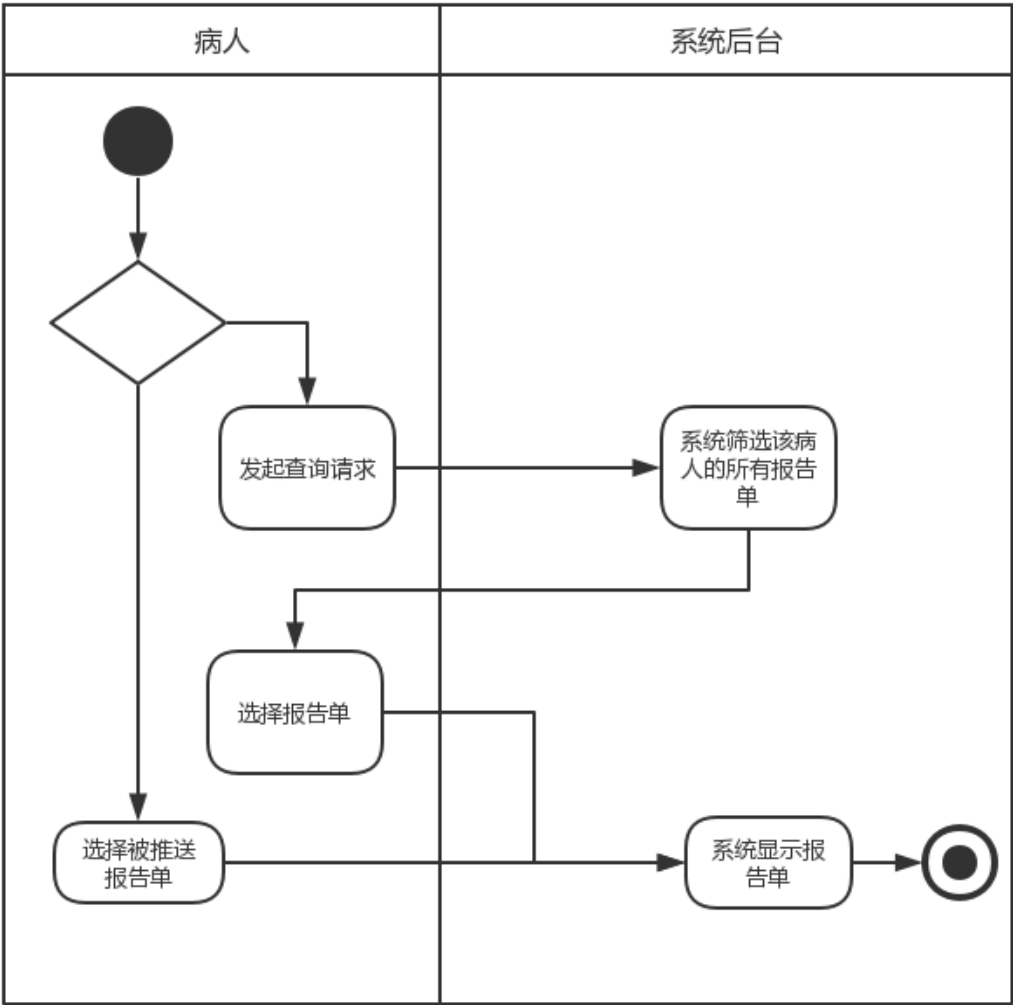 病人
系统后台
发起查询请求
系统筛选该病
人的所有报告
单
选择报告单
选择被推送
报告单
系统显示报
告单